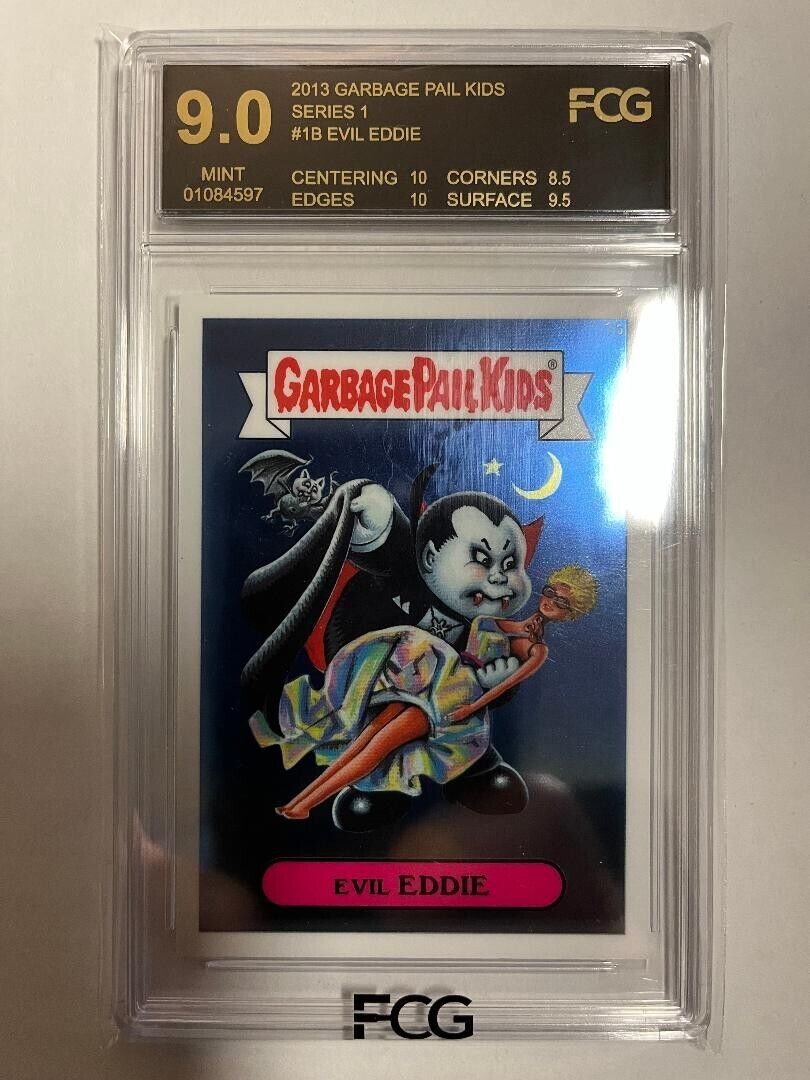 9.0
MINT
01084597
2013 GARBAGE PAIL KIDS
SERIES 1
#1B EVIL EDDIE
CENTERING 10 CORNERS 8.5
EDGES 10 SURFACE 9.5
FCG
GARBAGE PAIL KIDS®
EVIL EDDIE
FCG